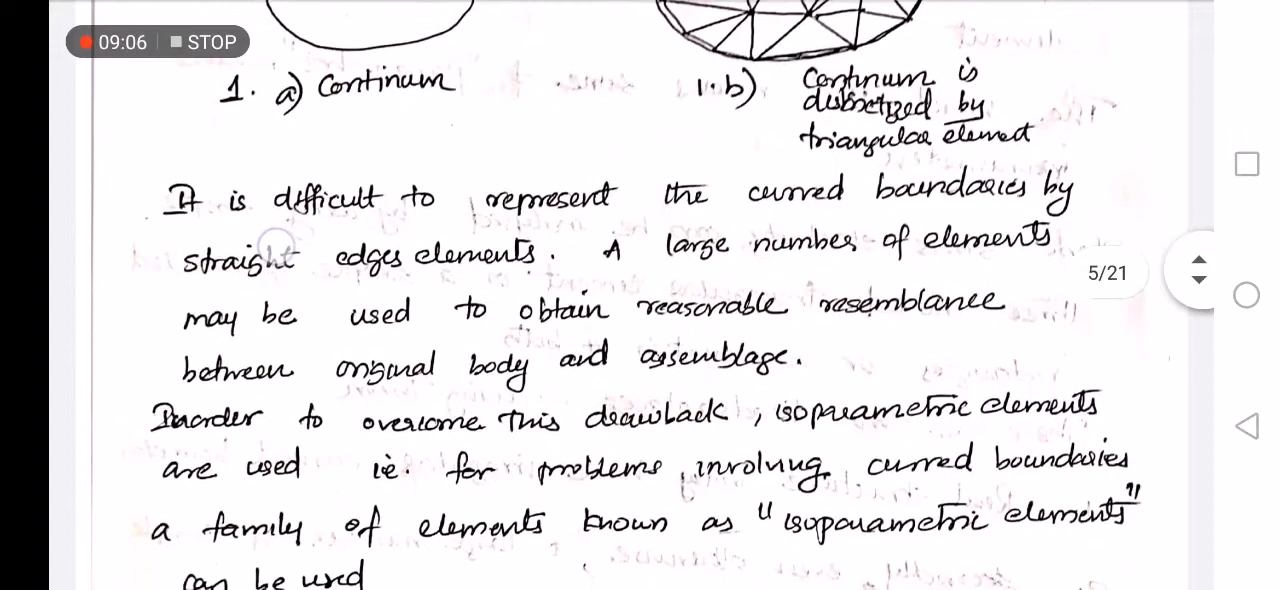 09:06 STOP
1. a) Continum
1.b) Continum is
discretized by
triangular element
It is difficult to represent the curved boundaries by
straight edges elements. A large number of elements
5/21
may be used to obtain reasonable resemblance
between original body and assemblage.
Inorder to overcome this drawback, isoparametric elements
are used ie. for problems involving curved boundaries
a family of elements known as "isoparametric elements"
can be used